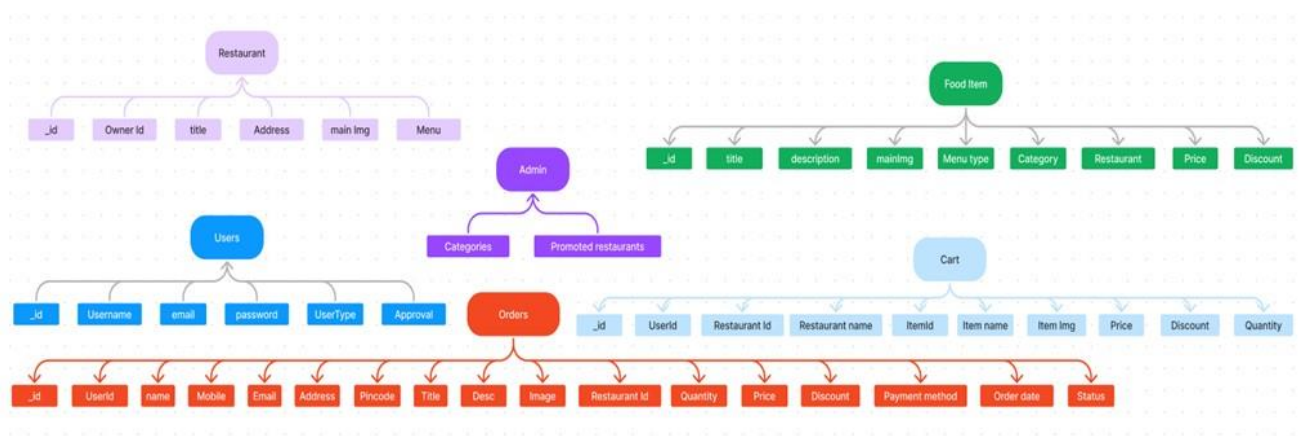 Restaurant
_id Owner Id title Address main Img Menu
Food Item
_id title description mainImg Menu type Category Restaurant Price Discount
Admin
Categories Promoted restaurants
Users
_id Username email password UserType Approval
Cart
_id UserId Restaurant Id Restaurant name ItemId Item name Item Img Price Discount Quantity
Orders
_Id UserId name Mobile Email Address Pincode Title Desc Image Restaurant Id Quantity Price Discount Payment method Order date Status